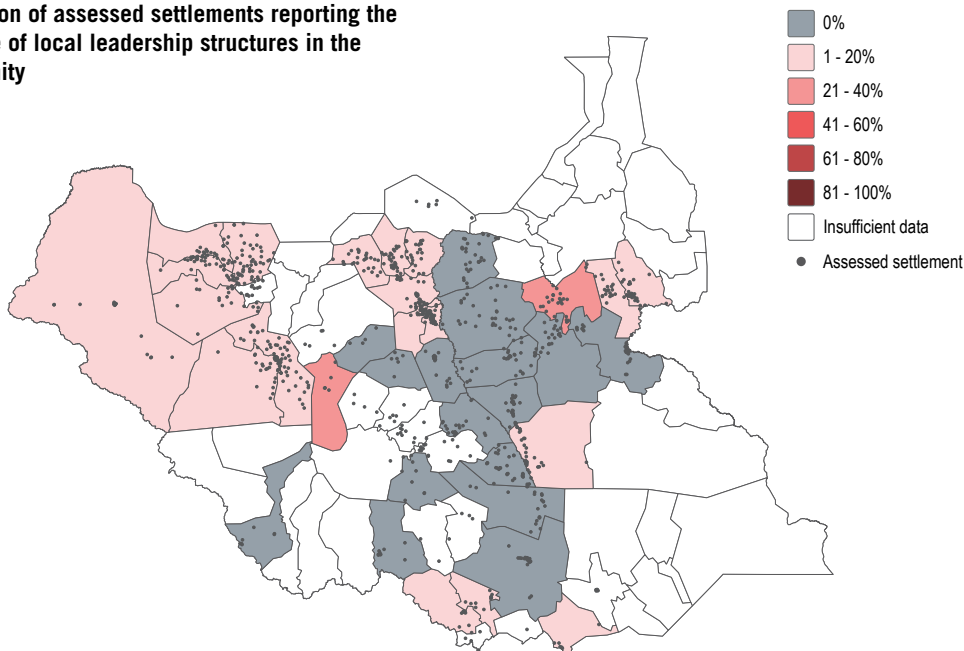 on of assessed settlements reporting the
of local leadership structures in the
ity
0%
1 - 20%
21 - 40%
41 - 60%
61 - 80%
81 - 100%
Insufficient data
Assessed settlement